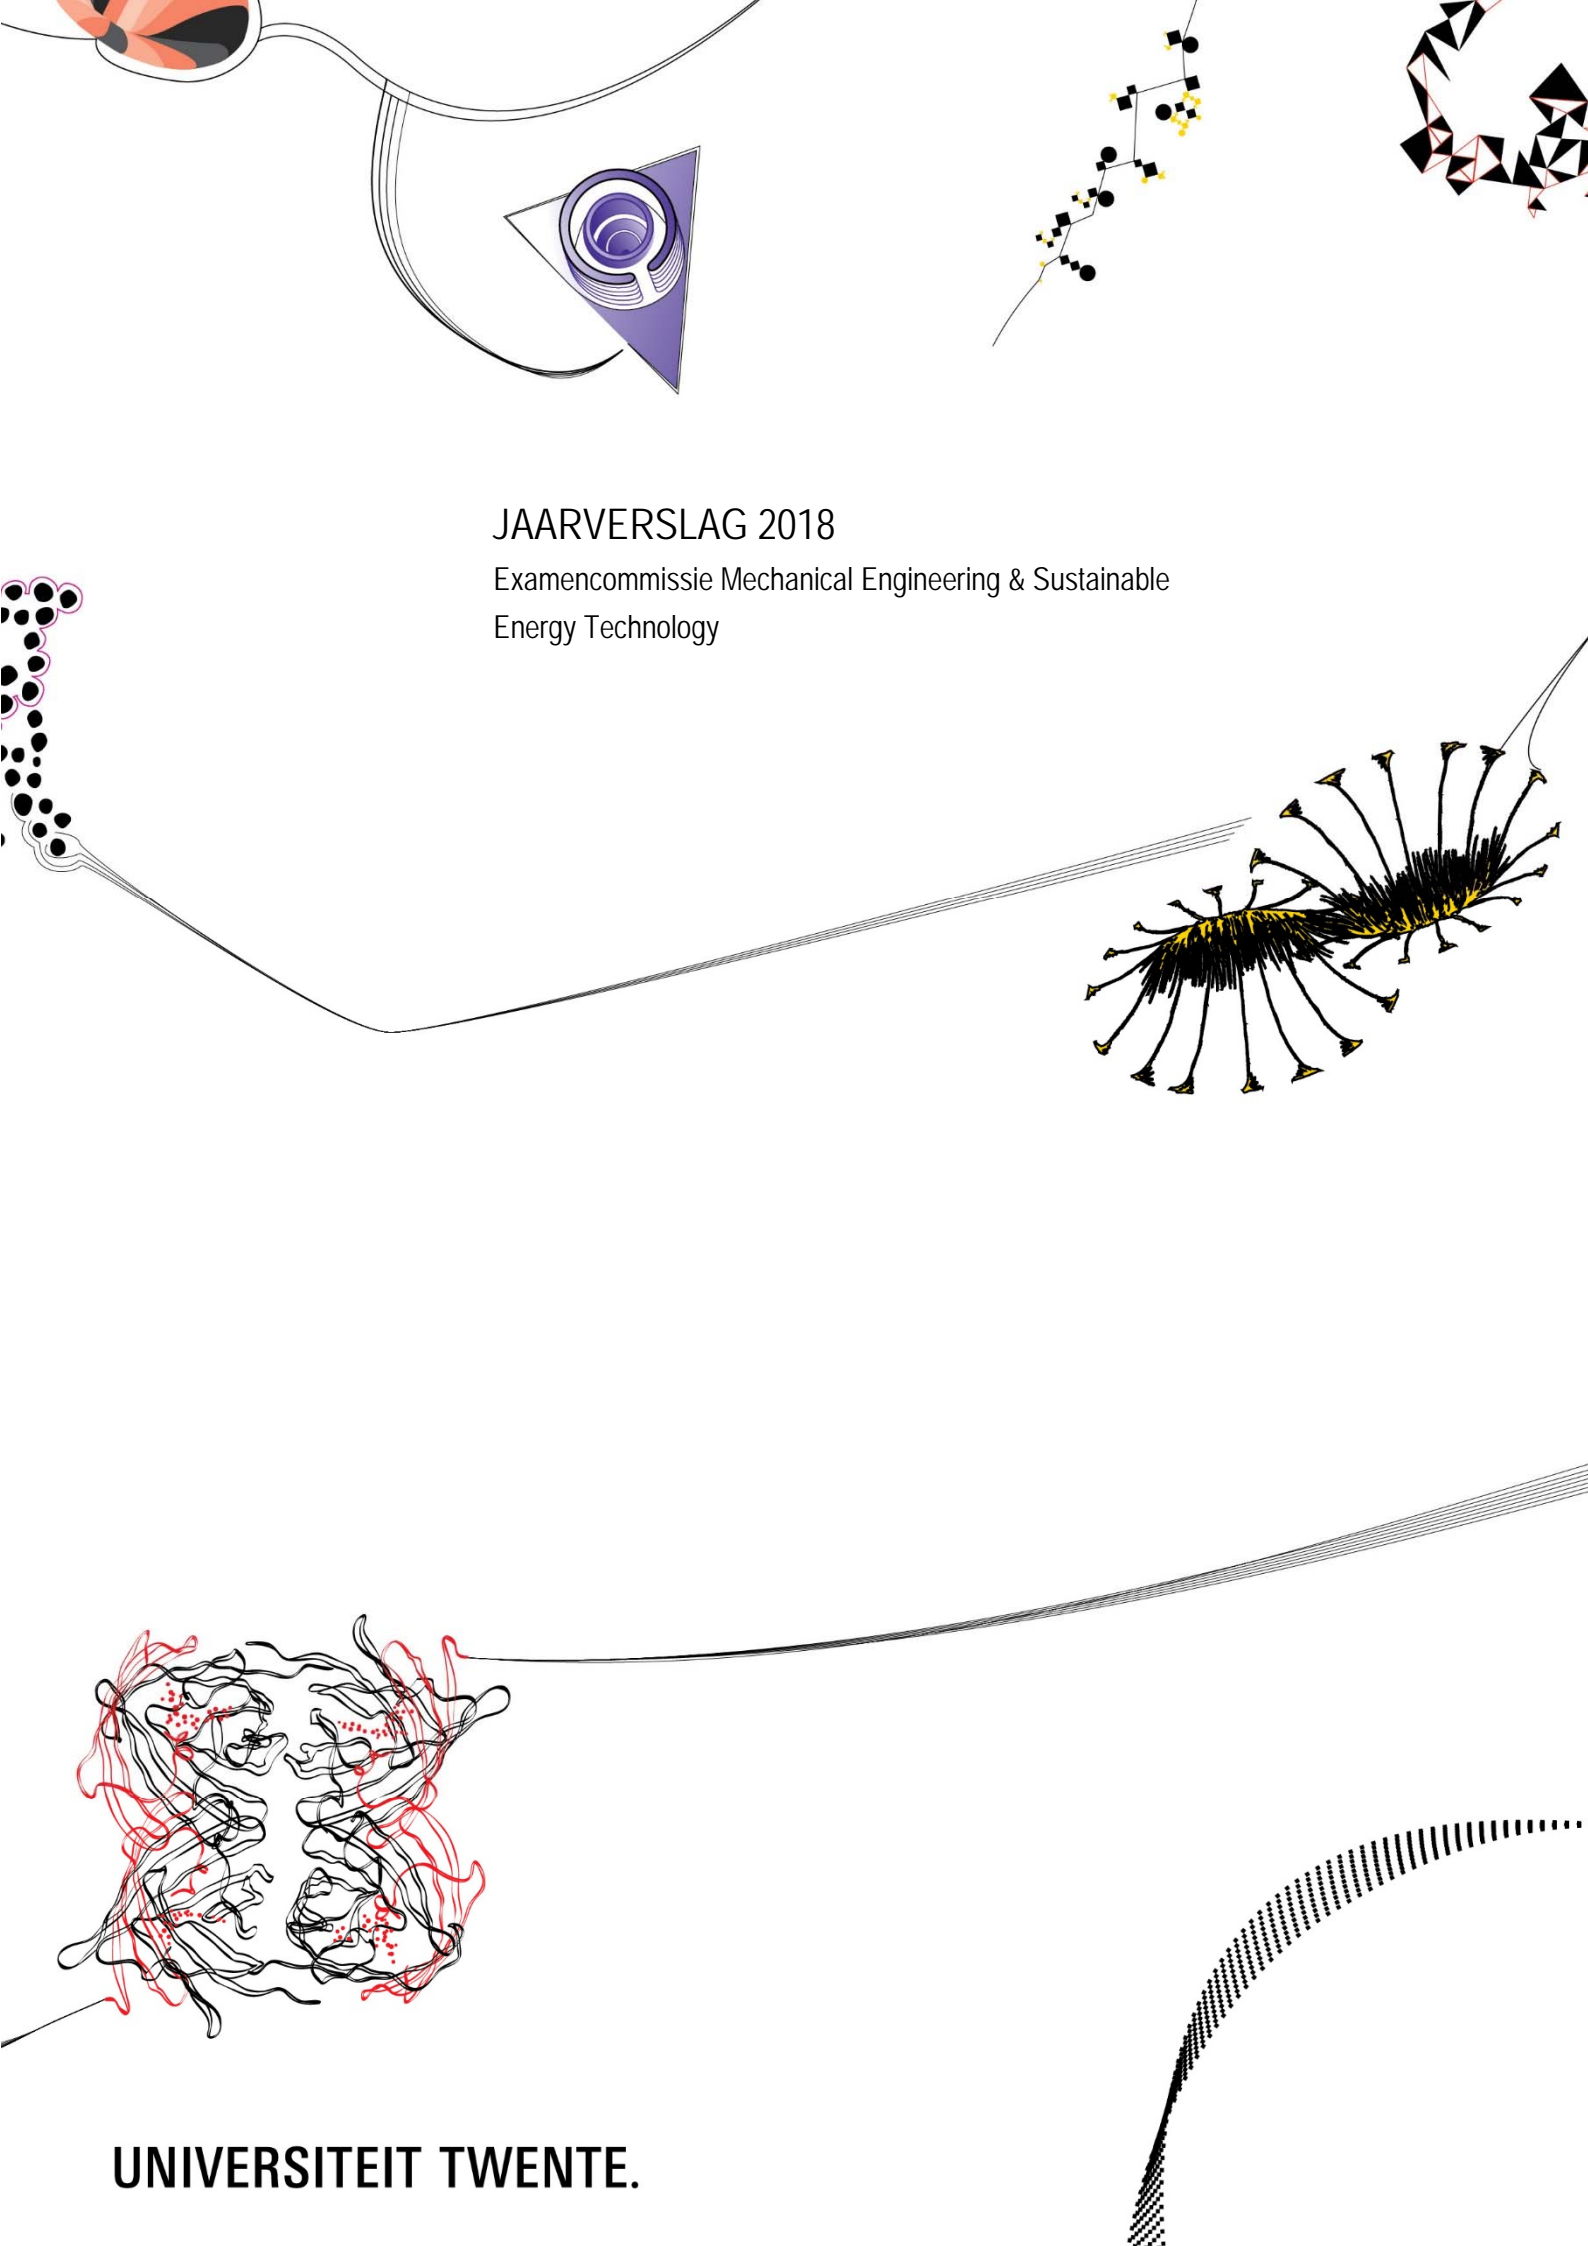 JAARVERSLAG 2018
Examencommissie Mechanical Engineering & Sustainable
Energy Technology
UNIVERSITEIT TWENTE.